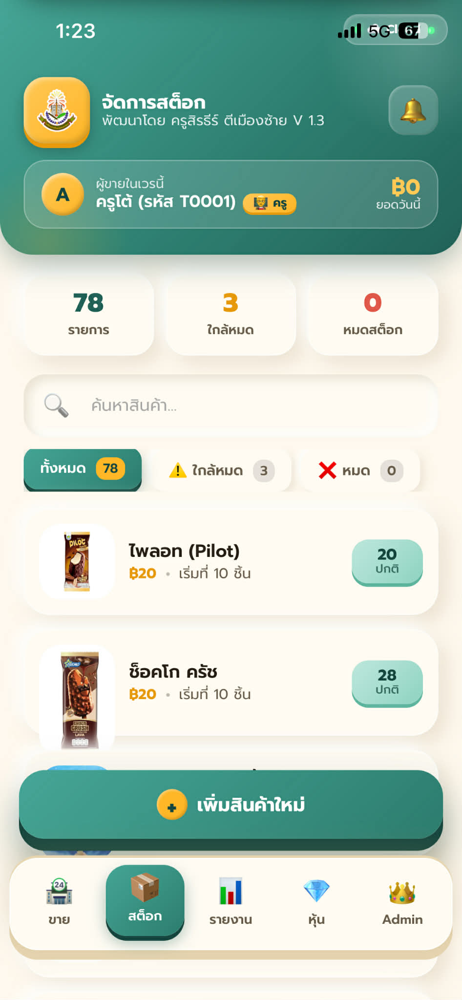 1:23
5G 67
จัดการสต็อก
พัฒนาโดย ครูสิรธีร์ ตีเมืองซ้าย V 1.3
A
ผู้ขายในเวรนี้
ครูโต้ (รหัส T0001) ครู
฿0
ยอดวันนี้
78
รายการ
3
ใกล้หมด
0
หมดสต็อก
ค้นหาสินค้า...
ทั้งหมด 78
ใกล้หมด 3
หมด 0
PILOT
ไพลอท (Pilot)
฿20 • เริ่มที่ 10 ชิ้น
20
ปกติ
CREMO
CHOCO
CRUSH
LAVA
ช็อคโก ครัช
฿20 • เริ่มที่ 10 ชิ้น
28
ปกติ
+ เพิ่มสินค้าใหม่
24
ขาย
สต็อก
รายงาน
หุ้น
Admin